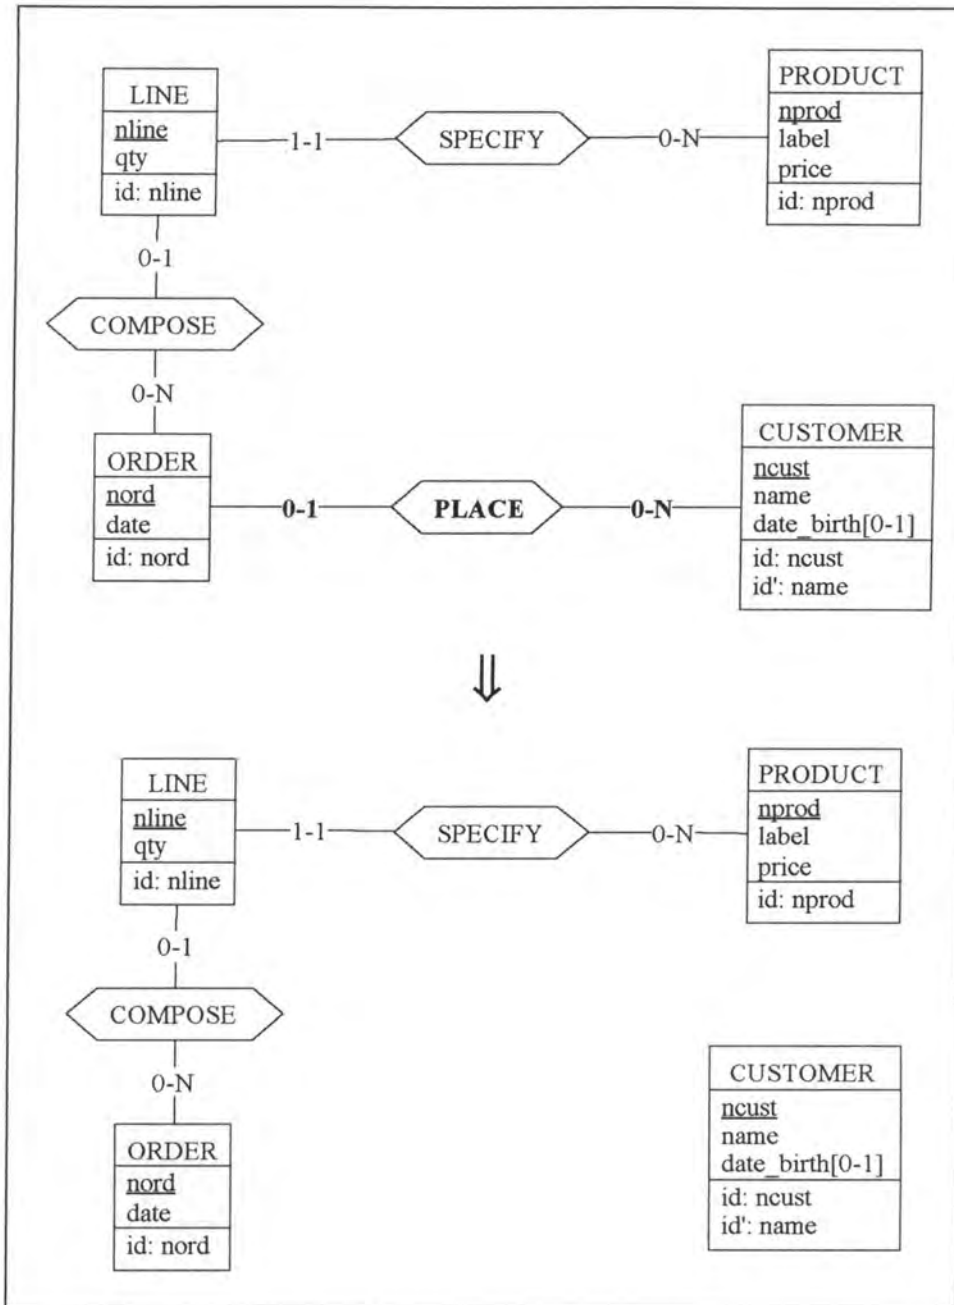 LINE
nline
qty
id: nline
1-1
SPECIFY
0-N
PRODUCT
nprod
label
price
id: nprod
0-1
COMPOSE
0-N
ORDER
nord
date
id: nord
0-1
PLACE
0-N
CUSTOMER
ncust
name
date_birth[0-1]
id: ncust
id': name
⇓
LINE
nline
qty
id: nline
1-1
SPECIFY
0-N
PRODUCT
nprod
label
price
id: nprod
0-1
COMPOSE
0-N
ORDER
nord
date
id: nord
CUSTOMER
ncust
name
date_birth[0-1]
id: ncust
id': name